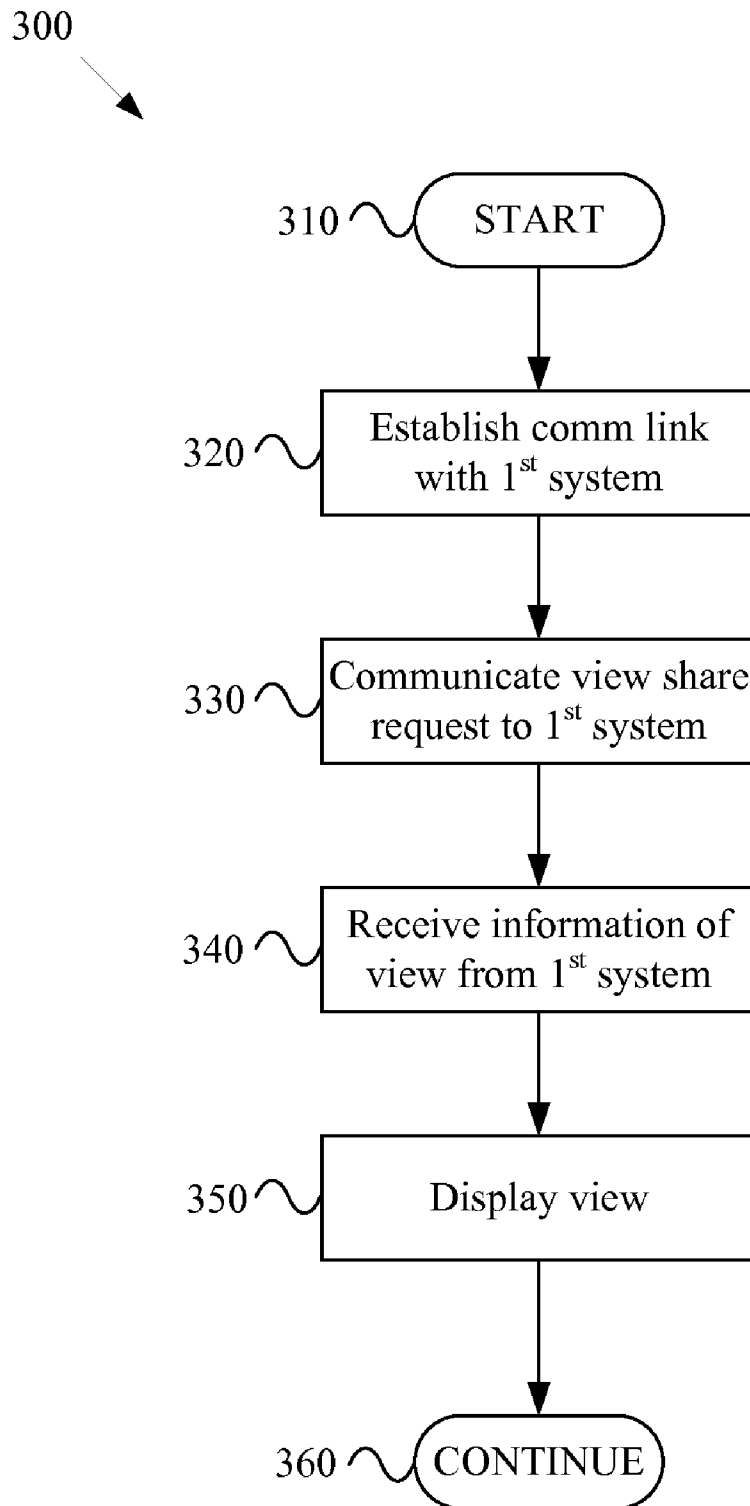 300
310 START
320 Establish comm link
with 1st system
330 Communicate view share
request to 1st system
340 Receive information of
view from 1st system
350 Display view
360 CONTINUE